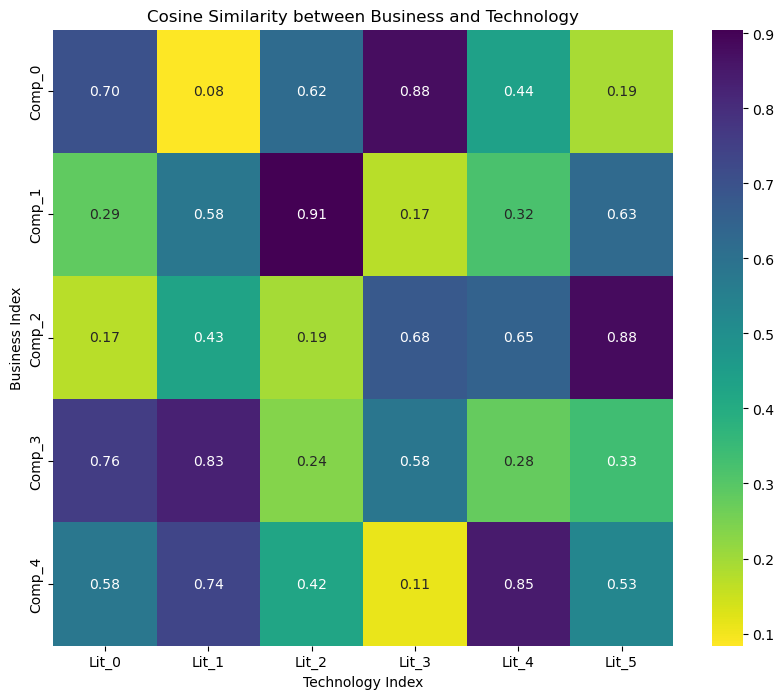 Cosine Similarity between Business and Technology
Business Index
Comp_0 0.70 0.08 0.62 0.88 0.44 0.19
Comp_1 0.29 0.58 0.91 0.17 0.32 0.63
Comp_2 0.17 0.43 0.19 0.68 0.65 0.88
Comp_3 0.76 0.83 0.24 0.58 0.28 0.33
Comp_4 0.58 0.74 0.42 0.11 0.85 0.53
Lit_0 Lit_1 Lit_2 Lit_3 Lit_4 Lit_5
Technology Index
0.9
0.8
0.7
0.6
0.5
0.4
0.3
0.2
0.1